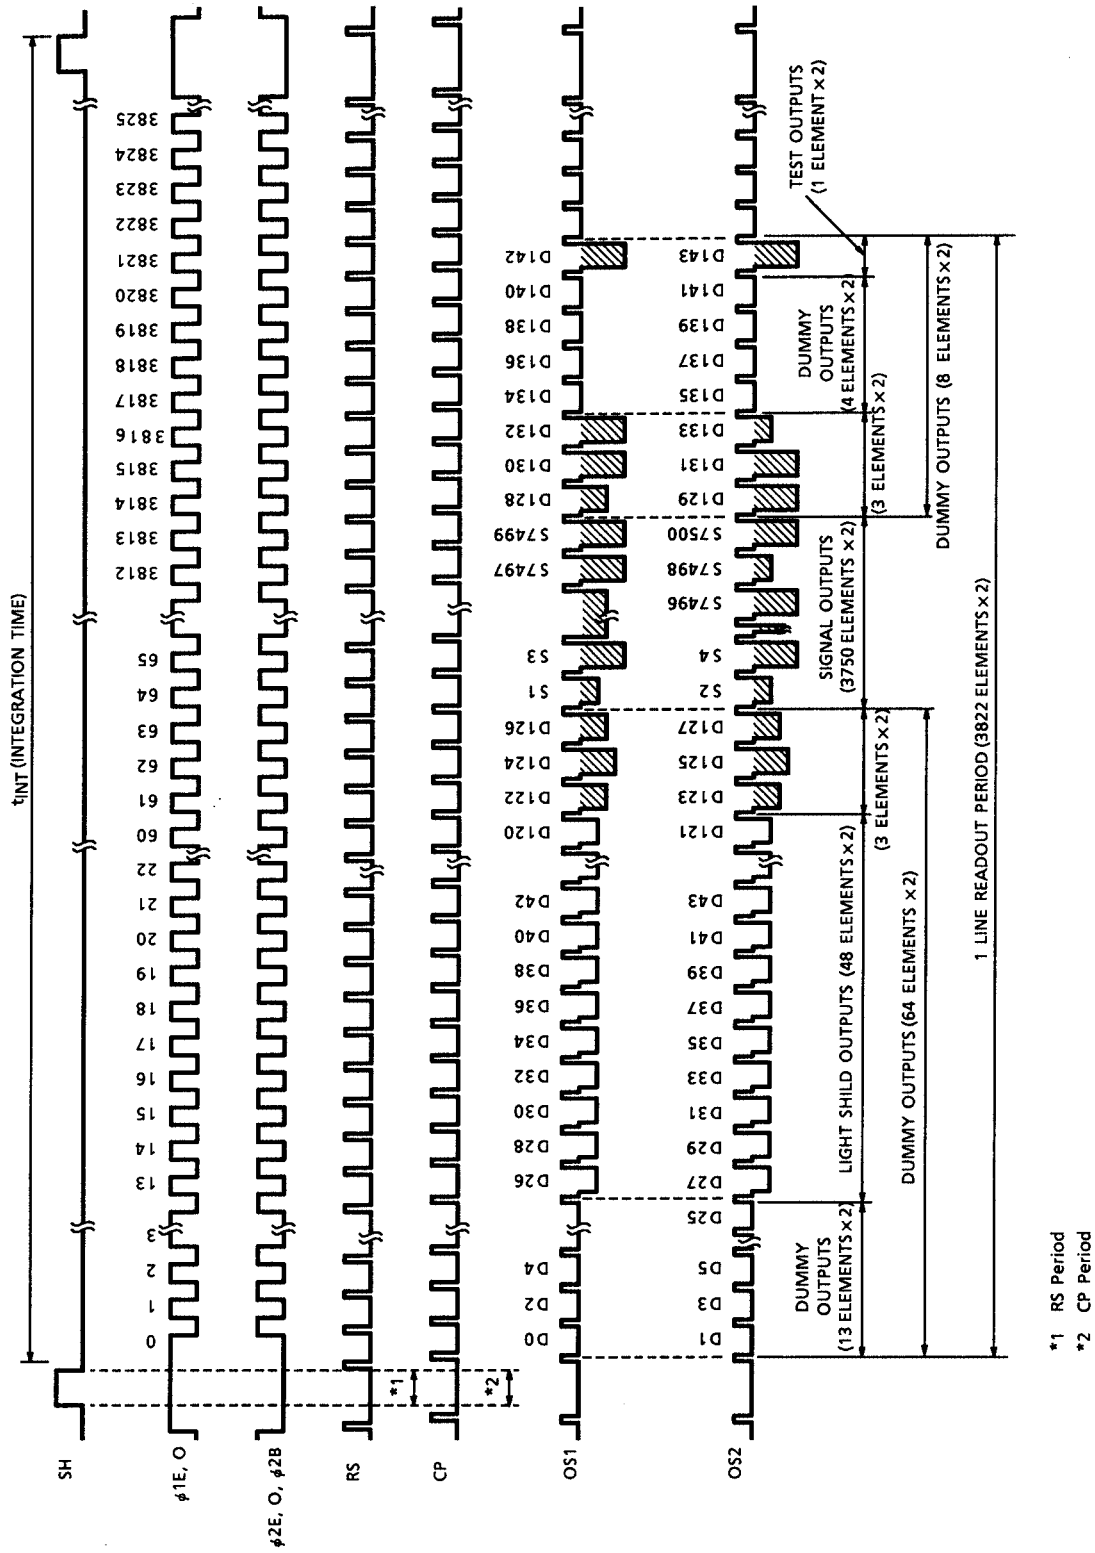 tINT (INTEGRATION TIME)
SH
φ1E, O
0 1 2 3 13 14 15 16 17 18 19 20 21 22 60 61 62 63 64 65 3812 3813 3814 3815 3816 3817 3818 3819 3820 3821 3822 3823 3824 3825
φ2E, O, φ2B
RS
*1
CP
*2
OS1
D0 D2 D4 D26 D28 D30 D32 D34 D36 D38 D40 D42 D120 D122 D124 D126 S1 S3 S7497 S7499 D128 D130 D132 D134 D136 D138 D140 D142
OS2
D1 D3 D5 D25 D27 D29 D31 D33 D35 D37 D39 D41 D43 D121 D123 D125 D127 S2 S4 S7496 S7498 S7500 D129 D131 D133 D135 D137 D139 D141 D143
DUMMY
OUTPUTS
(13 ELEMENTS×2)
LIGHT SHILD OUTPUTS (48 ELEMENTS×2)
(3 ELEMENTS×2)
SIGNAL OUTPUTS
(3750 ELEMENTS ×2)
(3 ELEMENTS×2)
DUMMY
OUTPUTS
(4 ELEMENTS×2)
TEST OUTPUTS
(1 ELEMENT×2)
DUMMY OUTPUTS (64 ELEMENTS ×2)
DUMMY OUTPUTS (8 ELEMENTS×2)
1 LINE READOUT PERIOD (3822 ELEMENTS×2)
*1 RS Period
*2 CP Period